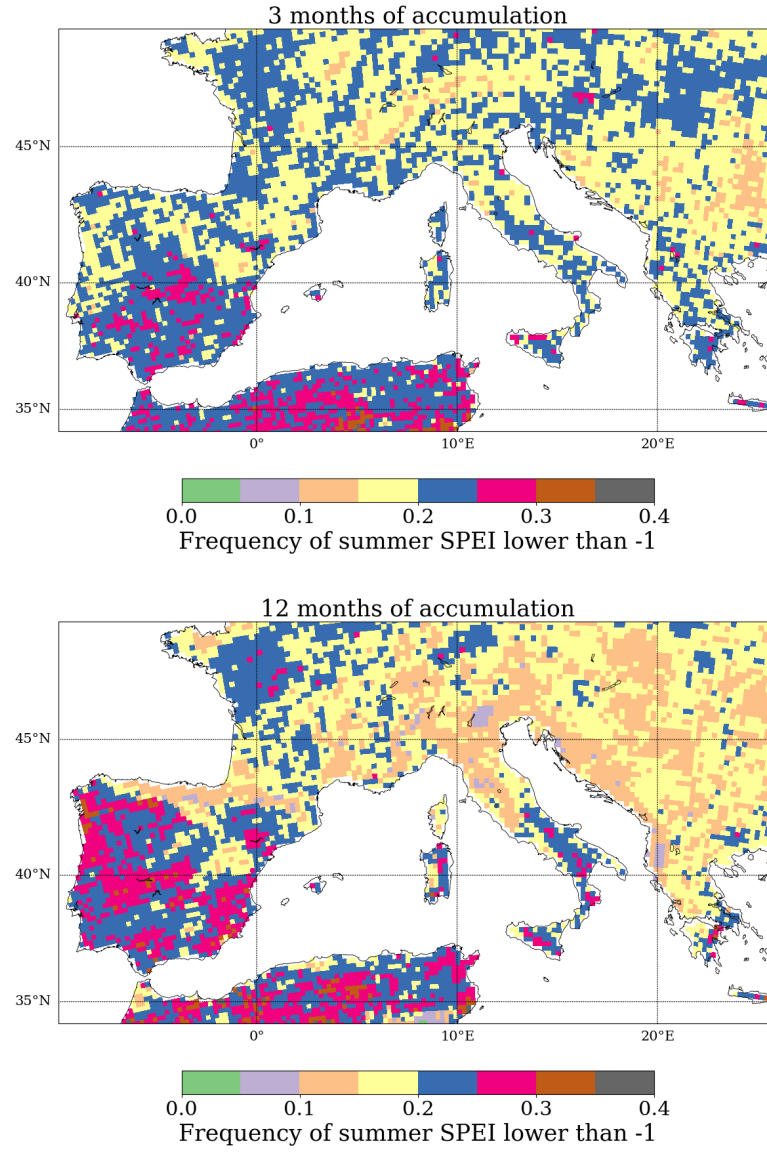 3 months of accumulation
45°N
40°N
35°N
0° 10°E 20°E
0.0 0.1 0.2 0.3 0.4
Frequency of summer SPEI lower than -1
12 months of accumulation
45°N
40°N
35°N
0° 10°E 20°E
0.0 0.1 0.2 0.3 0.4
Frequency of summer SPEI lower than -1